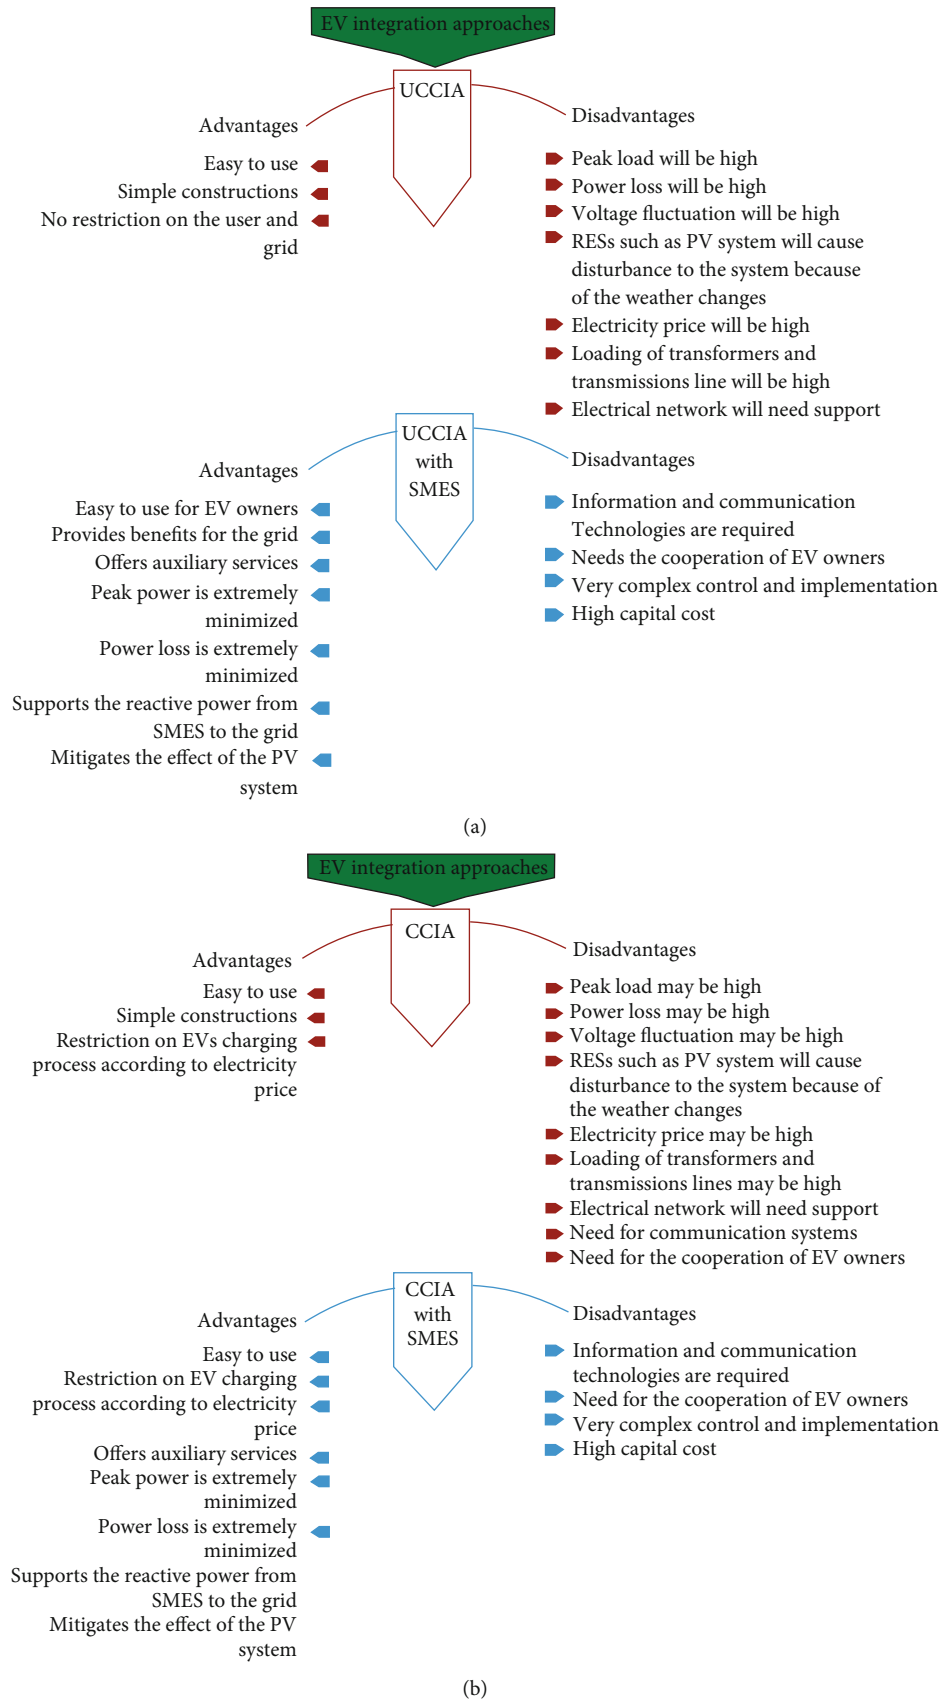 EV integration approaches
UCCIA
Advantages
Easy to use
Simple constructions
No restriction on the user and
grid
Disadvantages
Peak load will be high
Power loss will be high
Voltage fluctuation will be high
RESs such as PV system will cause
disturbance to the system because
of the weather changes
Electricity price will be high
Loading of transformers and
transmissions line will be high
Electrical network will need support
UCCIA
with
SMES
Advantages
Easy to use for EV owners
Provides benefits for the grid
Offers auxiliary services
Peak power is extremely
minimized
Power loss is extremely
minimized
Supports the reactive power from
SMES to the grid
Mitigates the effect of the PV
system
Disadvantages
Information and communication
Technologies are required
Needs the cooperation of EV owners
Very complex control and implementation
High capital cost
(a)
EV integration approaches
CCIA
Advantages
Easy to use
Simple constructions
Restriction on EVs charging
process according to electricity
price
Disadvantages
Peak load may be high
Power loss may be high
Voltage fluctuation may be high
RESs such as PV system will cause
disturbance to the system because of
the weather changes
Electricity price may be high
Loading of transformers and
transmissions lines may be high
Electrical network will need support
Need for communication systems
Need for the cooperation of EV owners
CCIA
with
SMES
Advantages
Easy to use
Restriction on EV charging
process according to electricity
price
Offers auxiliary services
Peak power is extremely
minimized
Power loss is extremely
minimized
Supports the reactive power from
SMES to the grid
Mitigates the effect of the PV
system
Disadvantages
Information and communication
technologies are required
Need for the cooperation of EV owners
Very complex control and implementation
High capital cost
(b)